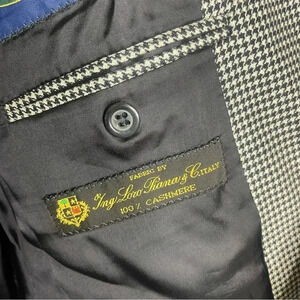 FABRIC BY
Ing. Loro Piana & C. ITALY
100% CASHMERE